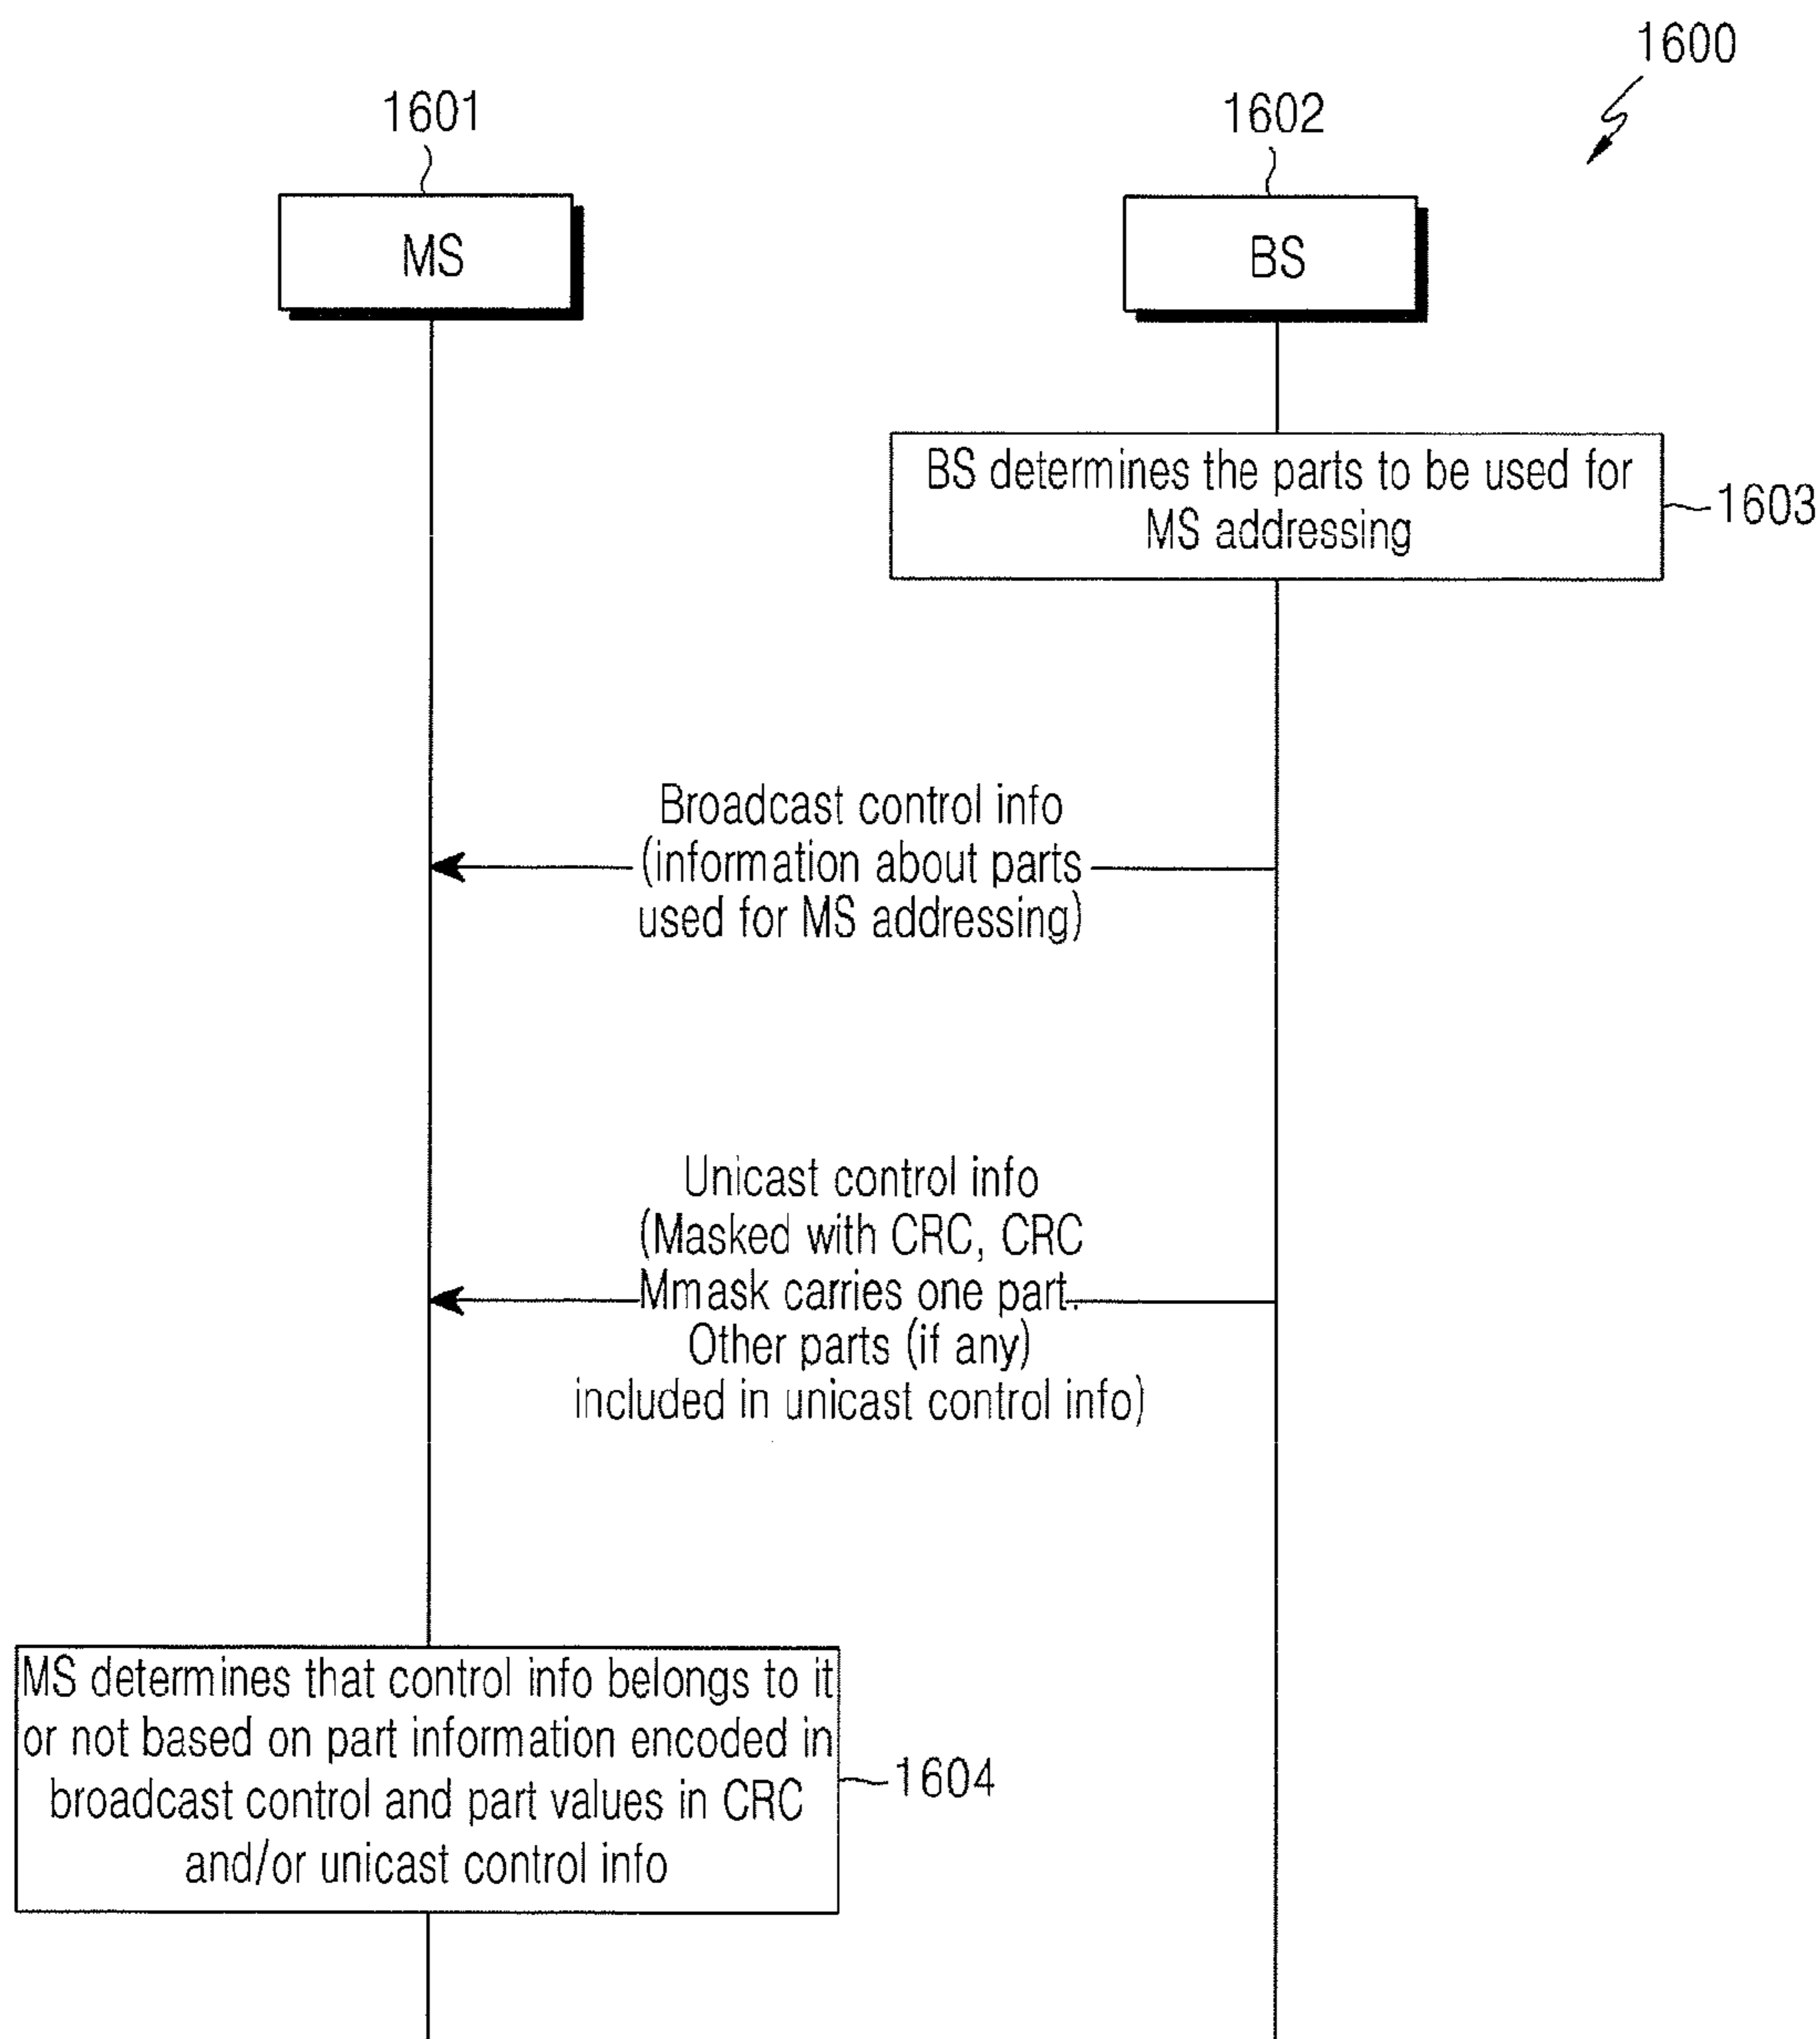 1600
1601
1602
MS
BS
BS determines the parts to be used for
MS addressing
1603
Broadcast control info
(information about parts
used for MS addressing)
Unicast control info
(Masked with CRC, CRC
Mmask carries one part.
Other parts (if any)
included in unicast control info)
MS determines that control info belongs to it
or not based on part information encoded in
broadcast control and part values in CRC
and/or unicast control info
1604